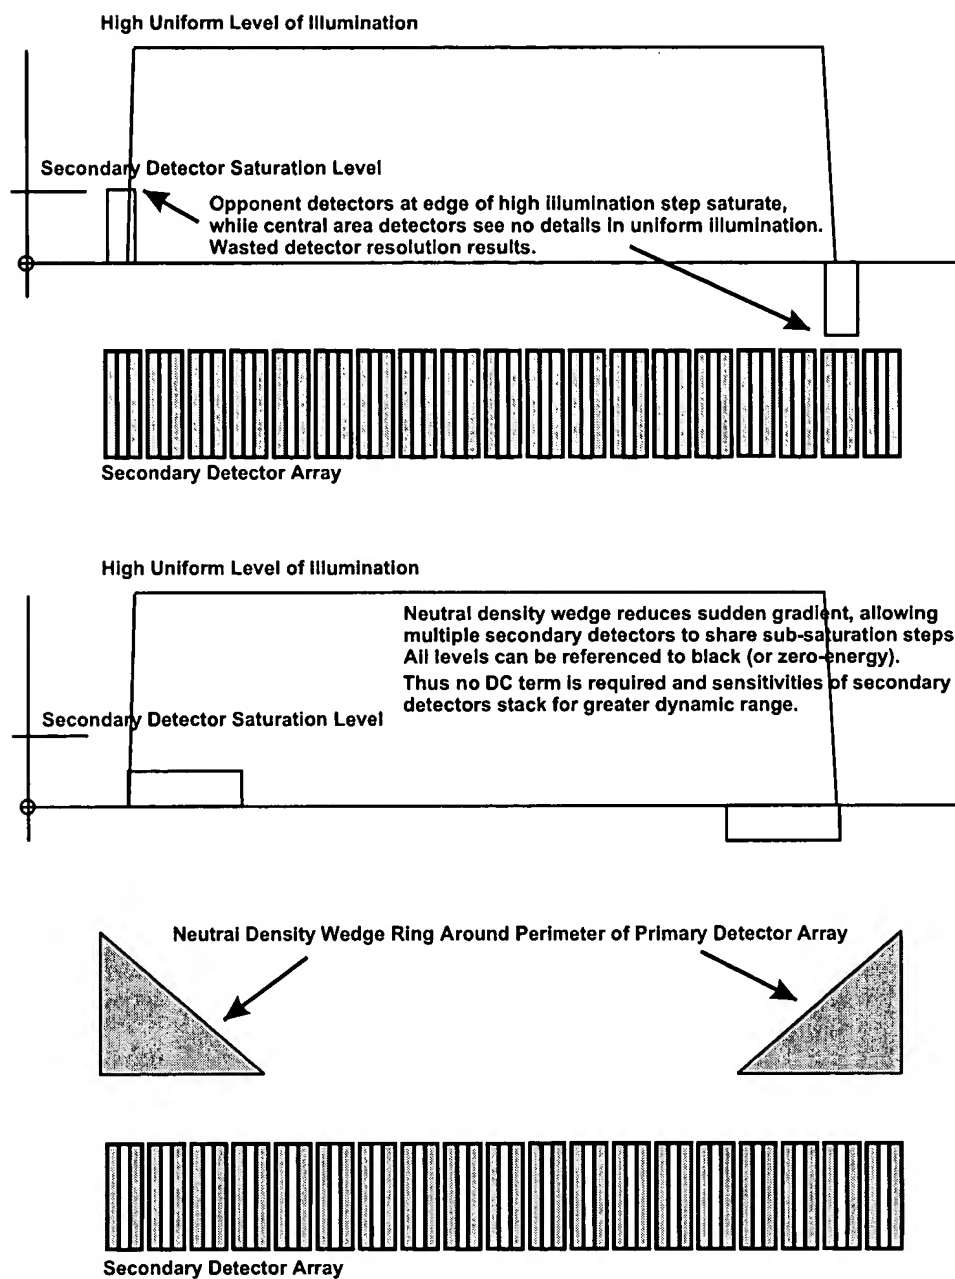 High Uniform Level of Illumination
Secondary Detector Saturation Level
Opponent detectors at edge of high illumination step saturate,
while central area detectors see no details in uniform illumination.
Wasted detector resolution results.
Secondary Detector Array
High Uniform Level of Illumination
Neutral density wedge reduces sudden gradient, allowing
multiple secondary detectors to share sub-saturation steps
All levels can be referenced to black (or zero-energy).
Thus no DC term is required and sensitivities of secondary
detectors stack for greater dynamic range.
Secondary Detector Saturation Level
Neutral Density Wedge Ring Around Perimeter of Primary Detector Array
Secondary Detector Array